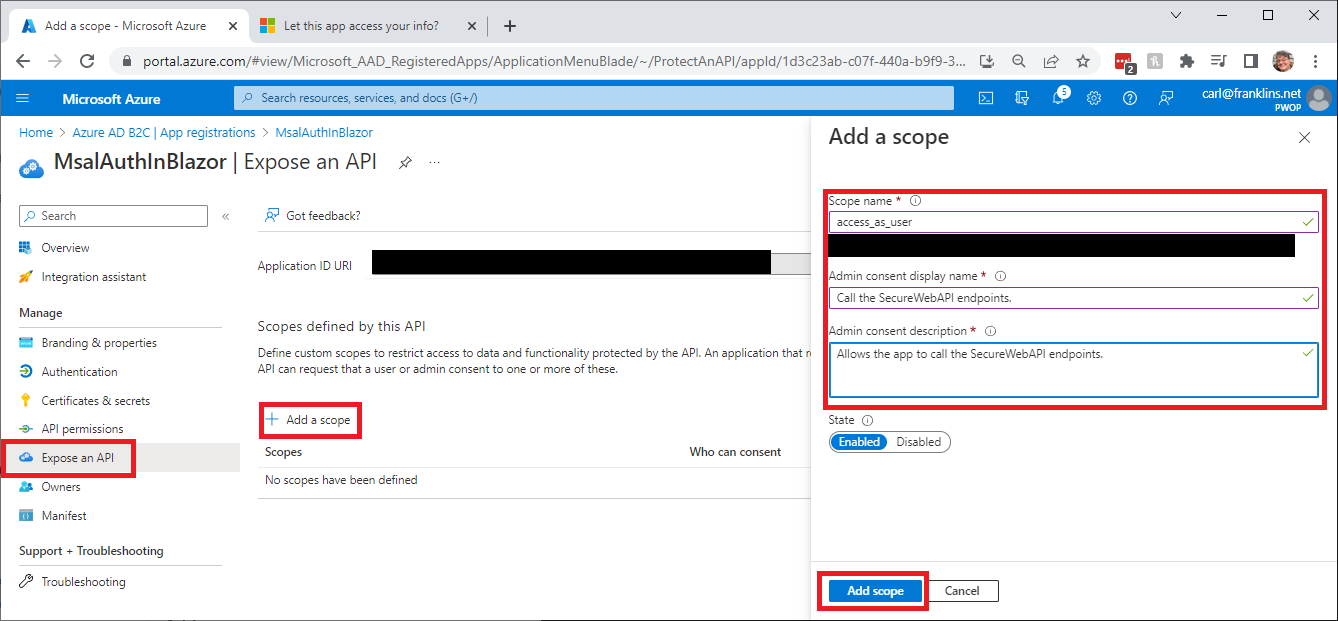 Add a scope - Microsoft Azure
Let this app access your info?
portal.azure.com/#view/Microsoft_AAD_RegisteredApps/ApplicationMenuBlade/~/ProtectAnAPI/appId/1d3c23ab-c07f-440a-b9f9-3...
2
Microsoft Azure
Search resources, services, and docs (G+/)
5
carl@franklins.net
PWOP
Home > Azure AD B2C | App registrations > MsalAuthInBlazor
MsalAuthInBlazor | Expose an API
...
Search
«
Overview
Integration assistant
Manage
Branding & properties
Authentication
Certificates & secrets
API permissions
Expose an API
Owners
Manifest
Support + Troubleshooting
Troubleshooting
Got feedback?
Application ID URI
Scopes defined by this API
Define custom scopes to restrict access to data and functionality protected by the API. An application that r
API can request that a user or admin consent to one or more of these.
+ Add a scope
Scopes
Who can consent
No scopes have been defined
Add a scope
Scope name *
access_as_user
Admin consent display name *
Call the SecureWebAPI endpoints.
Admin consent description *
Allows the app to call the SecureWebAPI endpoints.
State
Enabled Disabled
Add scope
Cancel